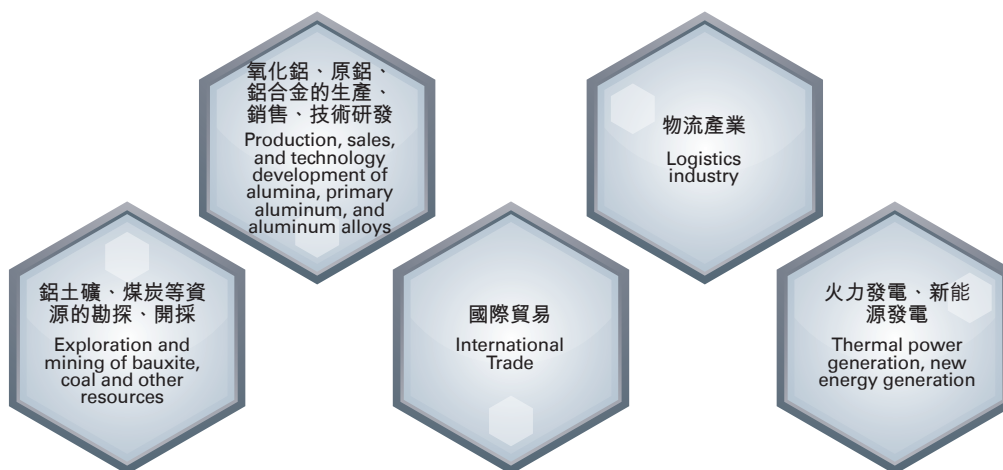 氧化鋁、原鋁、
鋁合金的生產、
銷售、技術研發
Production, sales,
and technology
development of
alumina, primary
aluminum, and
aluminum alloys
物流產業
Logistics
industry
鋁土礦、煤炭等資
源的勘探、開採
Exploration and
mining of bauxite,
coal and other
resources
國際貿易
International
Trade
火力發電、新能
源發電
Thermal power
generation, new
energy generation